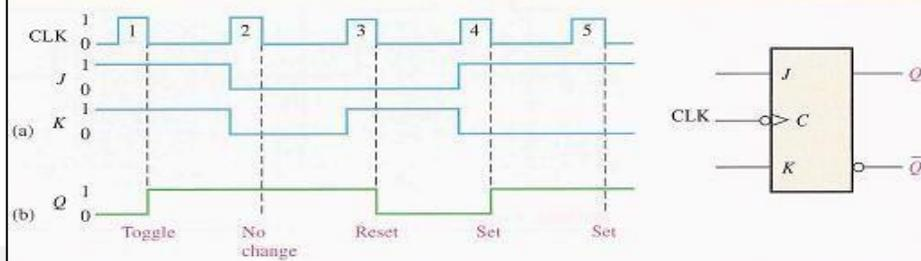 CLK 1 0 1 2 3 4 5
J 1 0
(a) K 1 0
(b) Q 1 0
Toggle No change Reset Set Set
J Q
CLK C
K Q̅